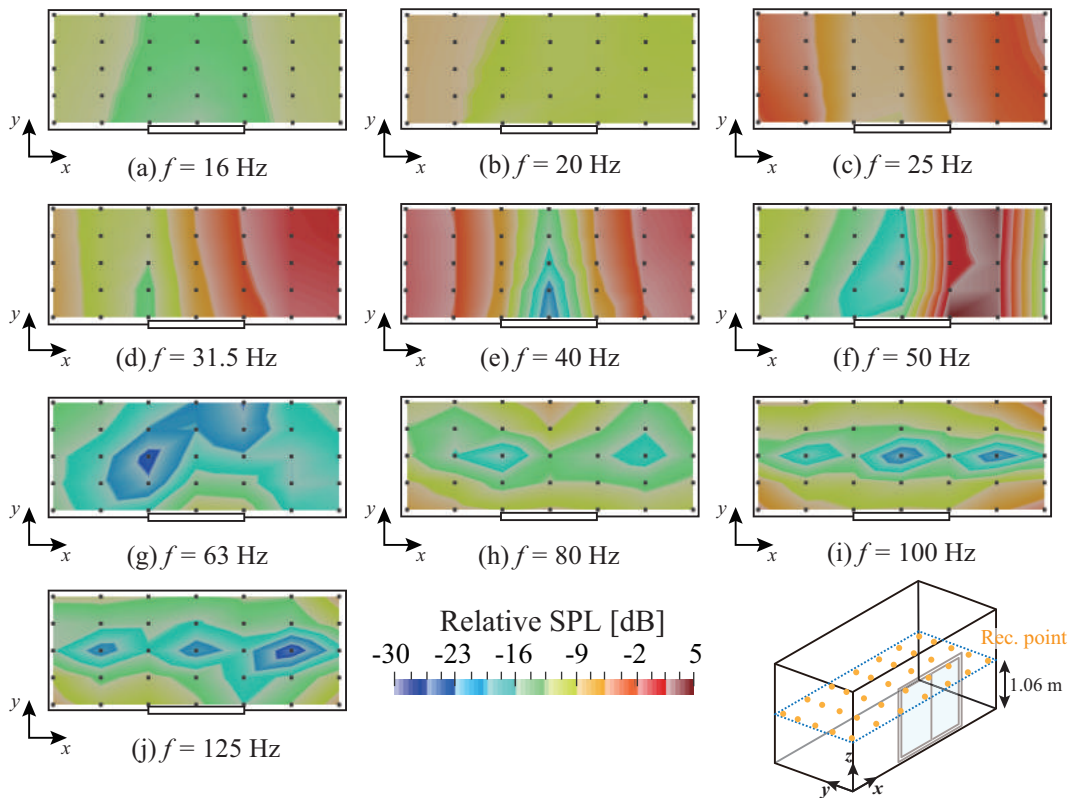 y
x
(a) f = 16 Hz
y
x
(b) f = 20 Hz
y
x
(c) f = 25 Hz
y
x
(d) f = 31.5 Hz
y
x
(e) f = 40 Hz
y
x
(f) f = 50 Hz
y
x
(g) f = 63 Hz
y
x
(h) f = 80 Hz
y
x
(i) f = 100 Hz
y
x
(j) f = 125 Hz
Relative SPL [dB]
-30 -23 -16 -9 -2 5
Rec. point
1.06 m
z
y
x